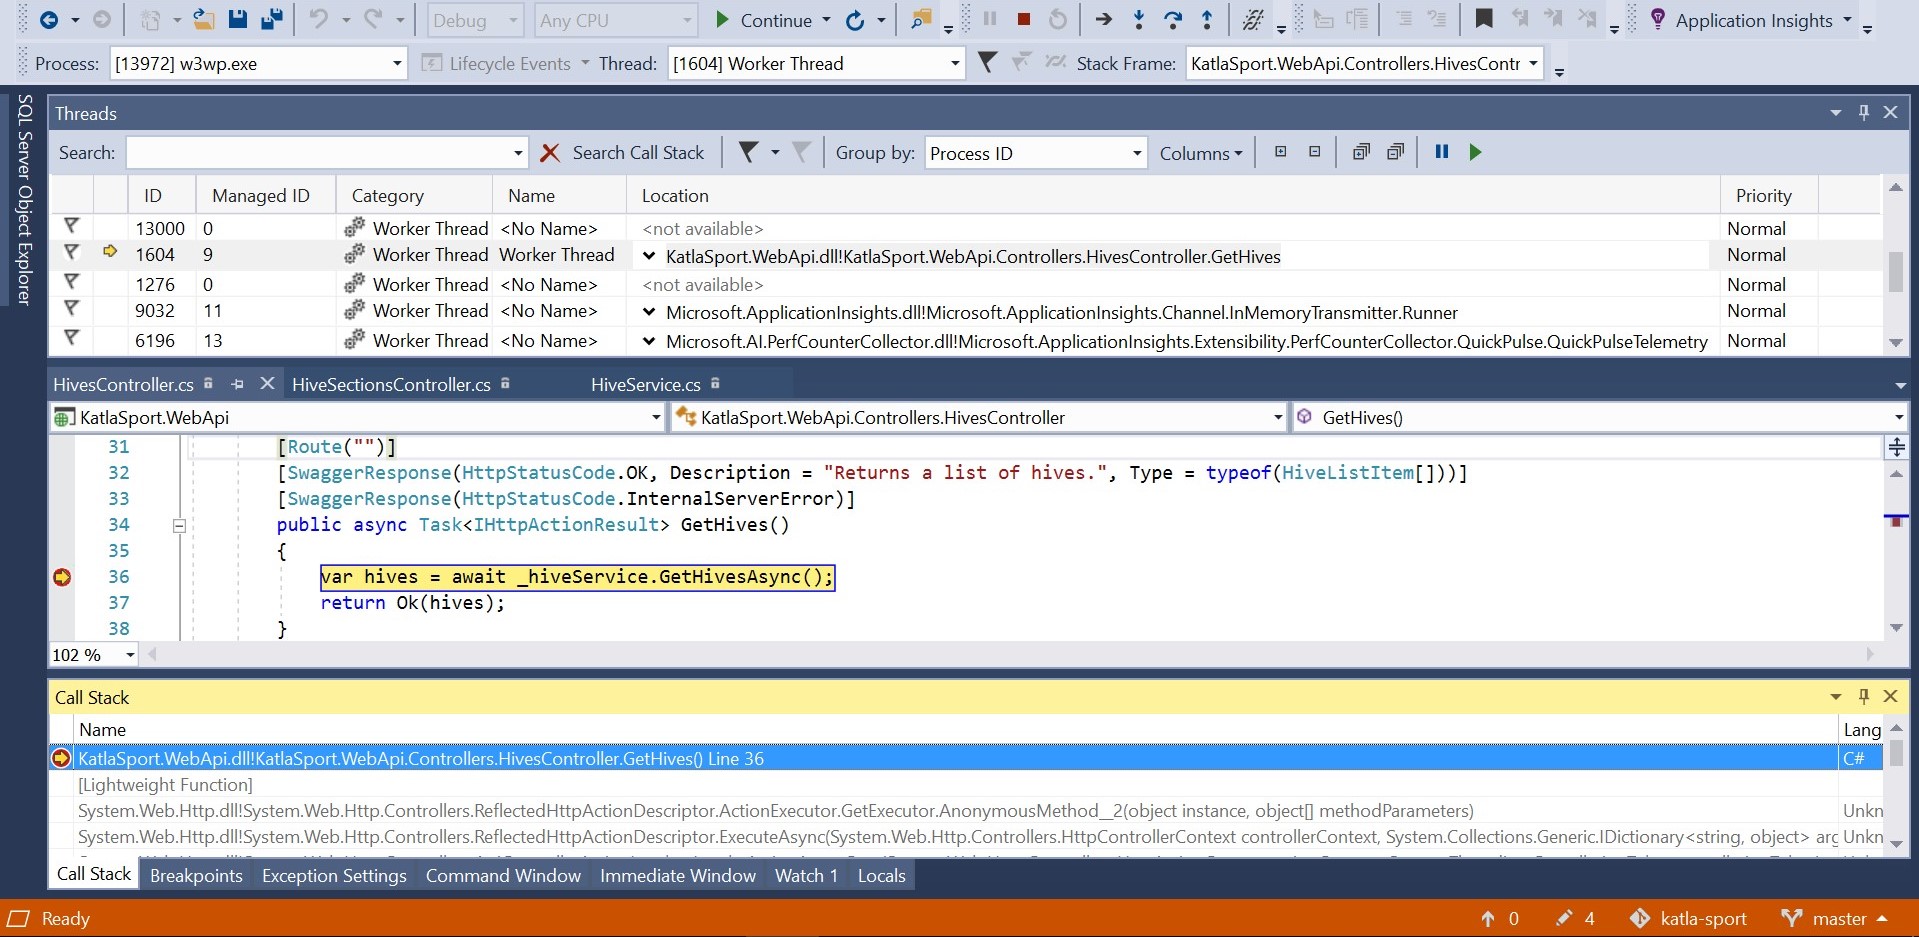 Debug Any CPU Continue Application Insights
Process: [13972] w3wp.exe Lifecycle Events Thread: [1604] Worker Thread Stack Frame: KatlaSport.WebApi.Controllers.HivesContr
SQL Server Object Explorer
Threads
Search: Search Call Stack Group by: Process ID Columns
ID Managed ID Category Name Location Priority
13000 0 Worker Thread <No Name> <not available> Normal
1604 9 Worker Thread Worker Thread KatlaSport.WebApi.dll!KatlaSport.WebApi.Controllers.HivesController.GetHives Normal
1276 0 Worker Thread <No Name> <not available> Normal
9032 11 Worker Thread <No Name> Microsoft.ApplicationInsights.dll!Microsoft.ApplicationInsights.Channel.InMemoryTransmitter.Runner Normal
6196 13 Worker Thread <No Name> Microsoft.AI.PerfCounterCollector.dll!Microsoft.ApplicationInsights.Extensibility.PerfCounterCollector.QuickPulse.QuickPulseTelemetry Normal
HivesController.cs HiveSectionsController.cs HiveService.cs
KatlaSport.WebApi KatlaSport.WebApi.Controllers.HivesController GetHives()
31 [Route("")]
32 [SwaggerResponse(HttpStatusCode.OK, Description = "Returns a list of hives.", Type = typeof(HiveListItem[]))]
33 [SwaggerResponse(HttpStatusCode.InternalServerError)]
34 public async Task<IHttpActionResult> GetHives()
35 {
36 var hives = await _hiveService.GetHivesAsync();
37 return Ok(hives);
38 }
102 %
Call Stack
Name Lang
KatlaSport.WebApi.dll!KatlaSport.WebApi.Controllers.HivesController.GetHives() Line 36 C#
[Lightweight Function]
System.Web.Http.dll!System.Web.Http.Controllers.ReflectedHttpActionDescriptor.ActionExecutor.GetExecutor.AnonymousMethod__2(object instance, object[] methodParameters) Unkn
System.Web.Http.dll!System.Web.Http.Controllers.ReflectedHttpActionDescriptor.ExecuteAsync(System.Web.Http.Controllers.HttpControllerContext controllerContext, System.Collections.Generic.IDictionary<string, object> arg Unkn
Call Stack Breakpoints Exception Settings Command Window Immediate Window Watch 1 Locals
Ready 0 4 katla-sport master